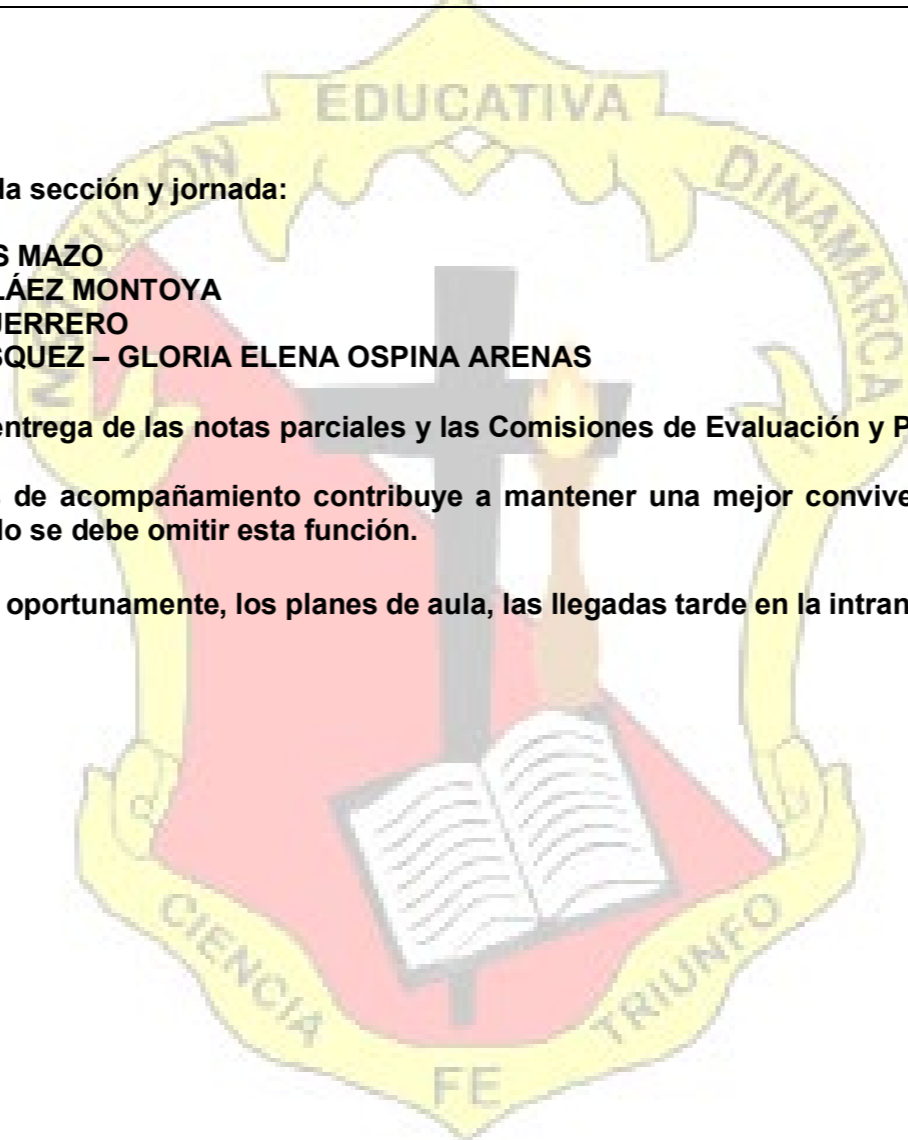 EDUCATIVA
INSTITUCIÓN
DINAMARCA
la sección y jornada:
S MAZO
LÁEZ MONTOYA
UERRERO
SQUEZ – GLORIA ELENA OSPINA ARENAS
entrega de las notas parciales y las Comisiones de Evaluación y P
s de acompañamiento contribuye a mantener una mejor convive
lo se debe omitir esta función.
oportunamente, los planes de aula, las llegadas tarde en la intran
CIENCIA
FE
TRIUNFO